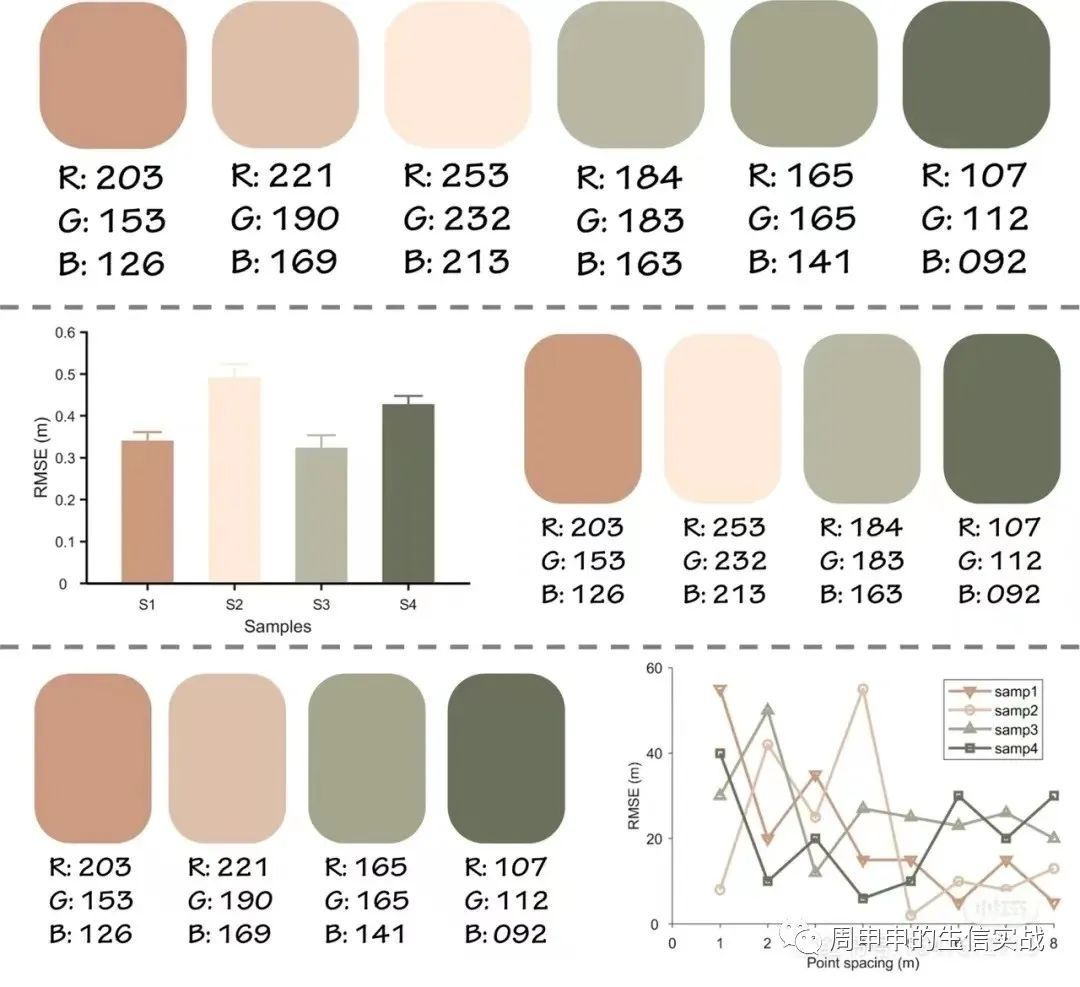 R: 203 R: 221 R: 253 R: 184 R: 165 R: 107
G: 153 G: 190 G: 232 G: 183 G: 165 G: 112
B: 126 B: 169 B: 213 B: 163 B: 141 B: 092
0.6
0.5
0.4
0.3
0.2
0.1
0
RMSE (m)
S1 S2 S3 S4
Samples
R: 203 R: 253 R: 184 R: 107
G: 153 G: 232 G: 183 G: 112
B: 126 B: 213 B: 163 B: 092
R: 203 R: 221 R: 165 R: 107
G: 153 G: 190 G: 165 G: 112
B: 126 B: 169 B: 141 B: 092
60
40
20
0
RMSE (m)
samp1
samp2
samp3
samp4
0 1 2 8
Point spacing (m)
周申申的生信实战